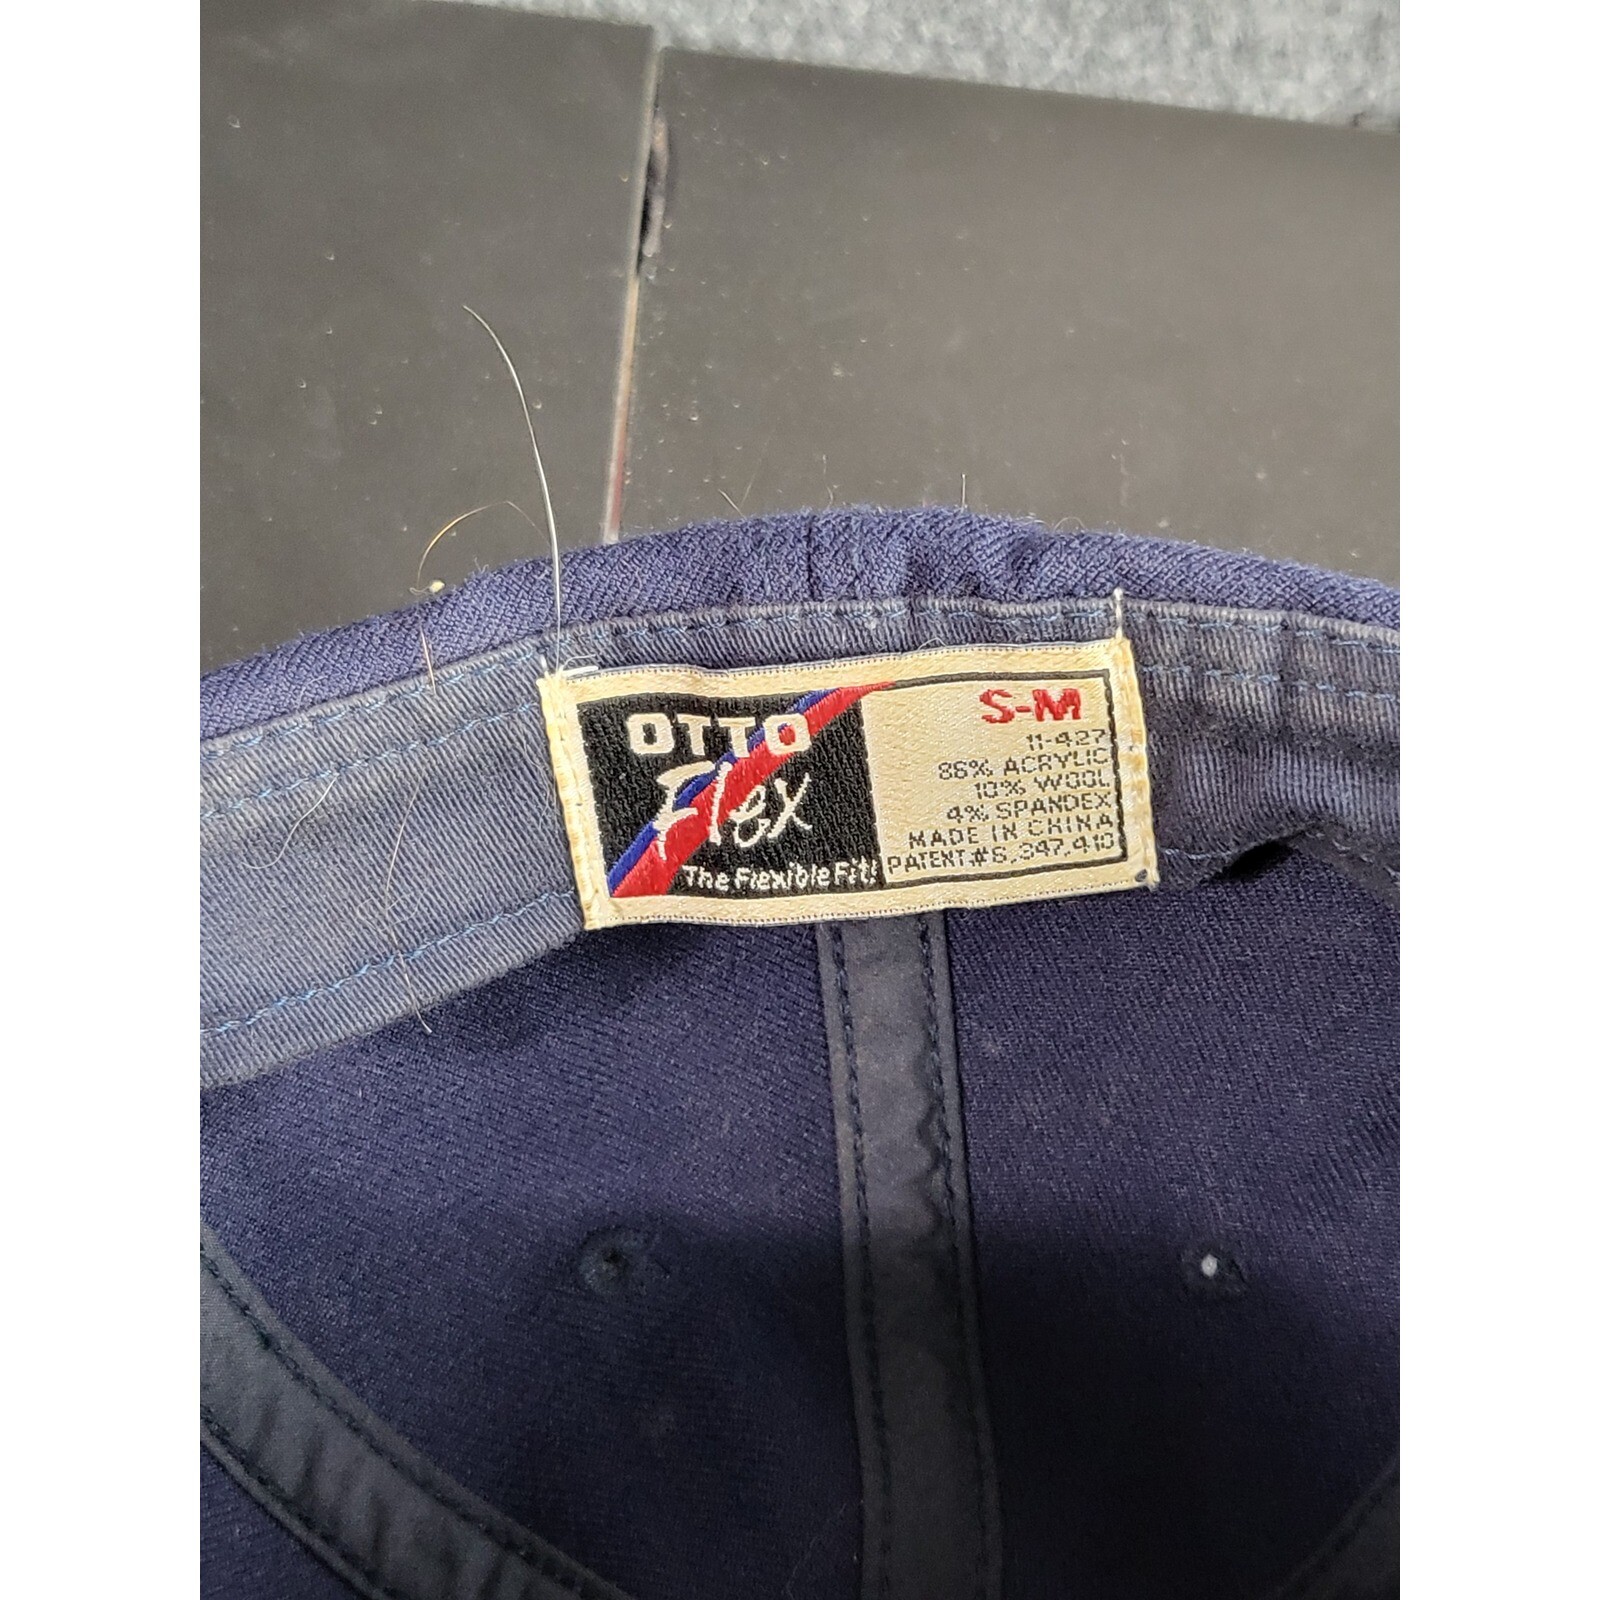 OTTO
Flex
The Flexible Fit!
S-M
11-427
86% ACRYLIC
10% WOOL
4% SPANDEX
MADE IN CHINA
PATENT.#6,347,410